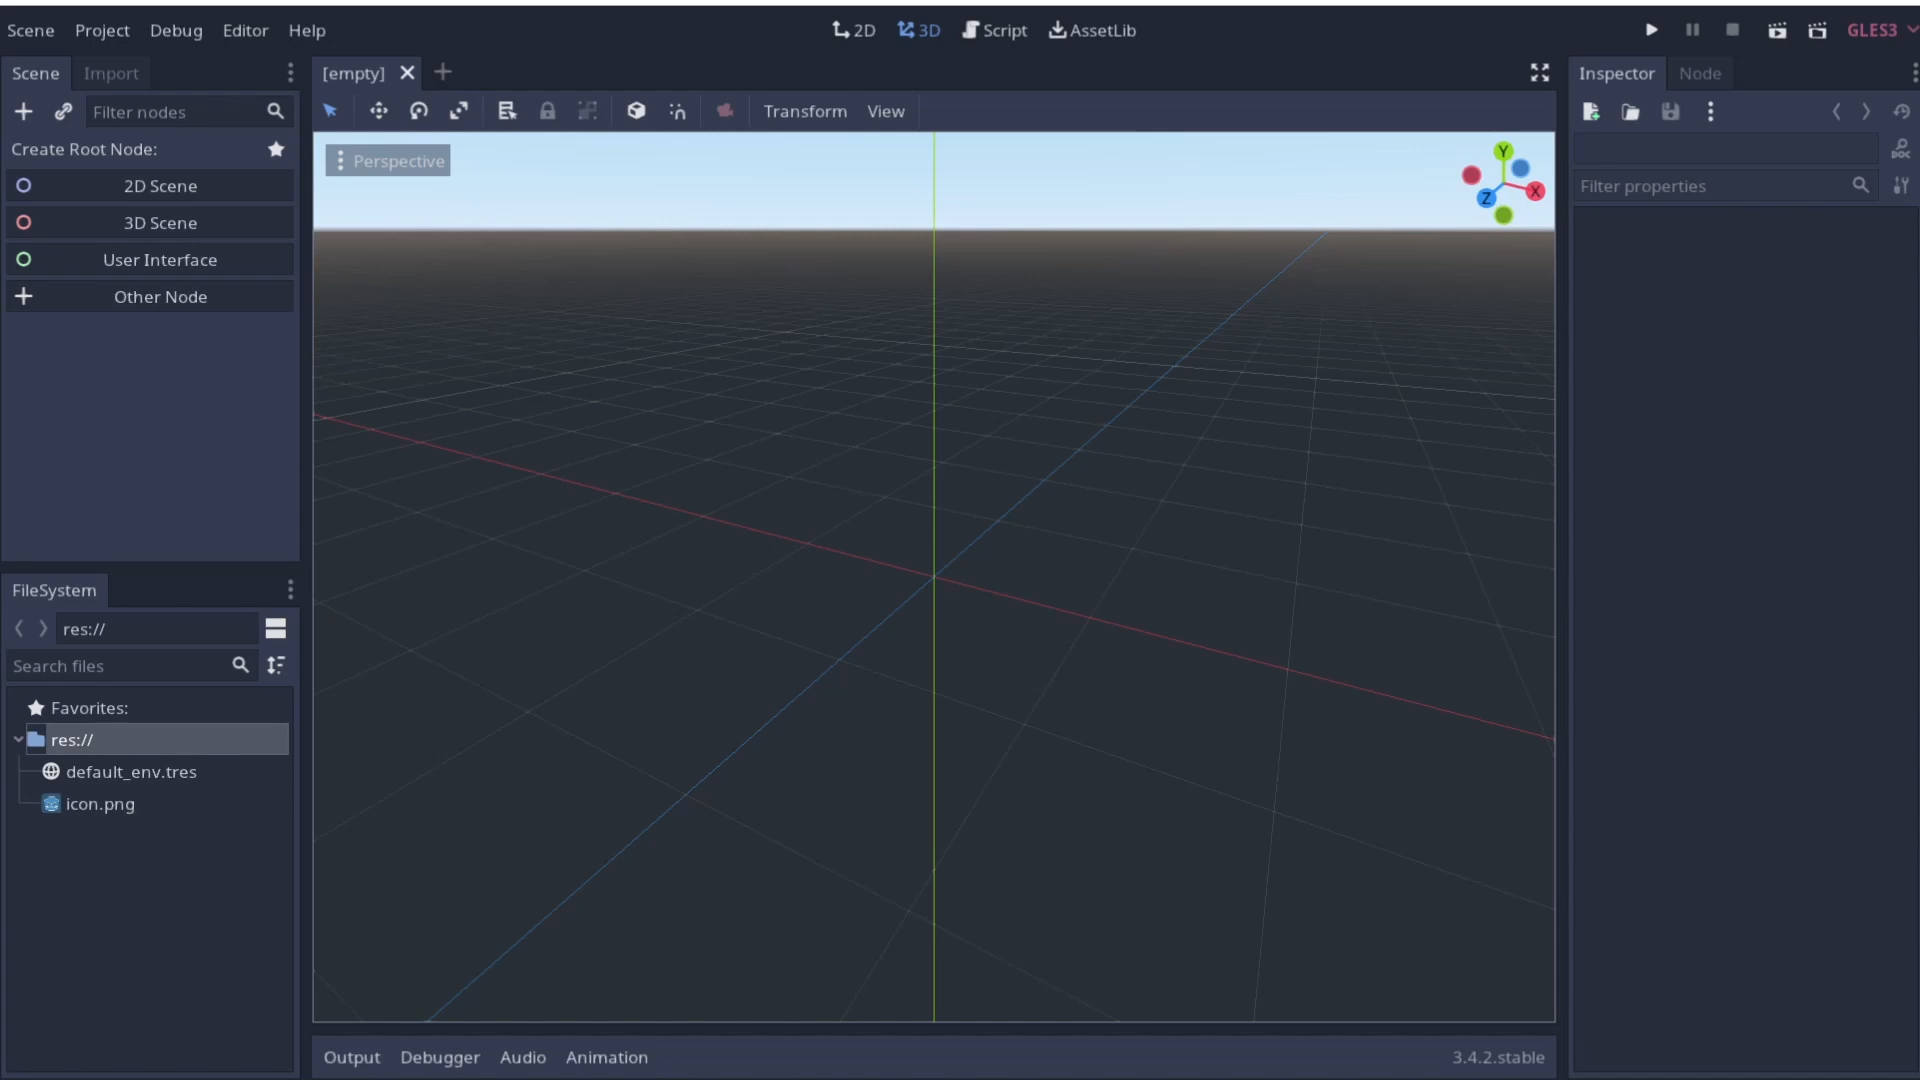 Scene Project Debug Editor Help
2D 3D Script AssetLib
GLES3
Scene Import
[empty]
Inspector Node
Filter nodes
Transform View
Create Root Node:
Perspective
Y
X
Z
2D Scene
3D Scene
User Interface
Other Node
DOC
Filter properties
FileSystem
res://
Search files
Favorites:
res://
default_env.tres
icon.png
Output Debugger Audio Animation
3.4.2.stable